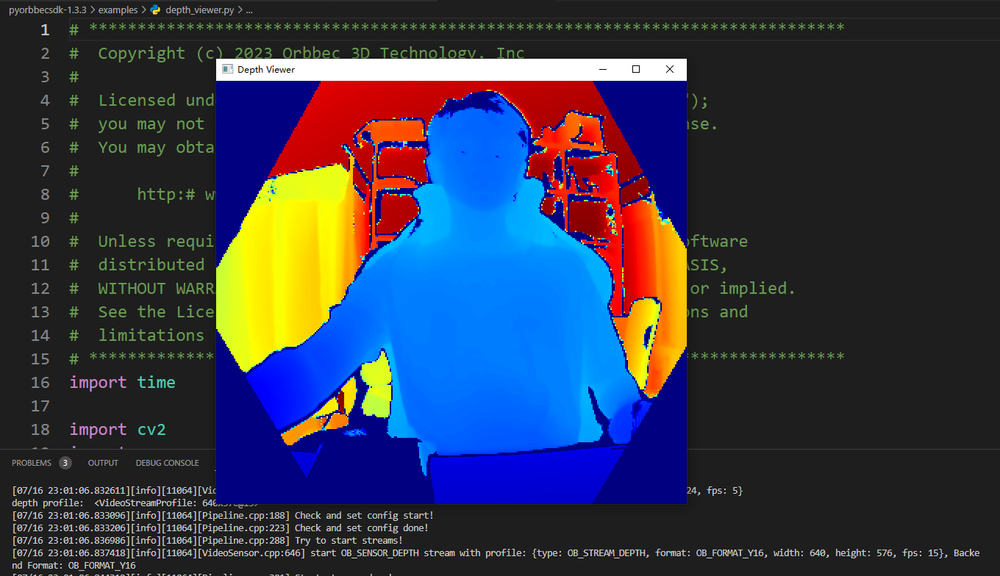 pyorbbecsdk-1.3.3 > examples > depth_viewer.py > ...
1 # ******************************************************************************
2 # Copyright (c) 2023 Orbbec 3D Technology, Inc
Depth Viewer
3 #
4 # Licensed und ");
5 # you may not nse.
6 # You may obta
7 #
8 # http:# w
9 #
10 # Unless requi oftware
11 # distributed ASIS,
12 # WITHOUT WARR or implied.
13 # See the Lice ons and
14 # limitations
15 # ******************************************************************************
16 import time
17
18 import cv2
PROBLEMS 3 OUTPUT DEBUG CONSOLE
[07/16 23:01:06.832611][info][11064][Vid 24, fps: 5}
depth profile: <VideoStreamProfile: 640x576@15>
[07/16 23:01:06.833096][info][11064][Pipeline.cpp:188] Check and set config start!
[07/16 23:01:06.833206][info][11064][Pipeline.cpp:223] Check and set config done!
[07/16 23:01:06.836986][info][11064][Pipeline.cpp:288] Try to start streams!
[07/16 23:01:06.837418][info][11064][VideoSensor.cpp:646] start OB_SENSOR_DEPTH stream with profile: {type: OB_STREAM_DEPTH, format: OB_FORMAT_Y16, width: 640, height: 576, fps: 15}, Backe
nd Format: OB_FORMAT_Y16